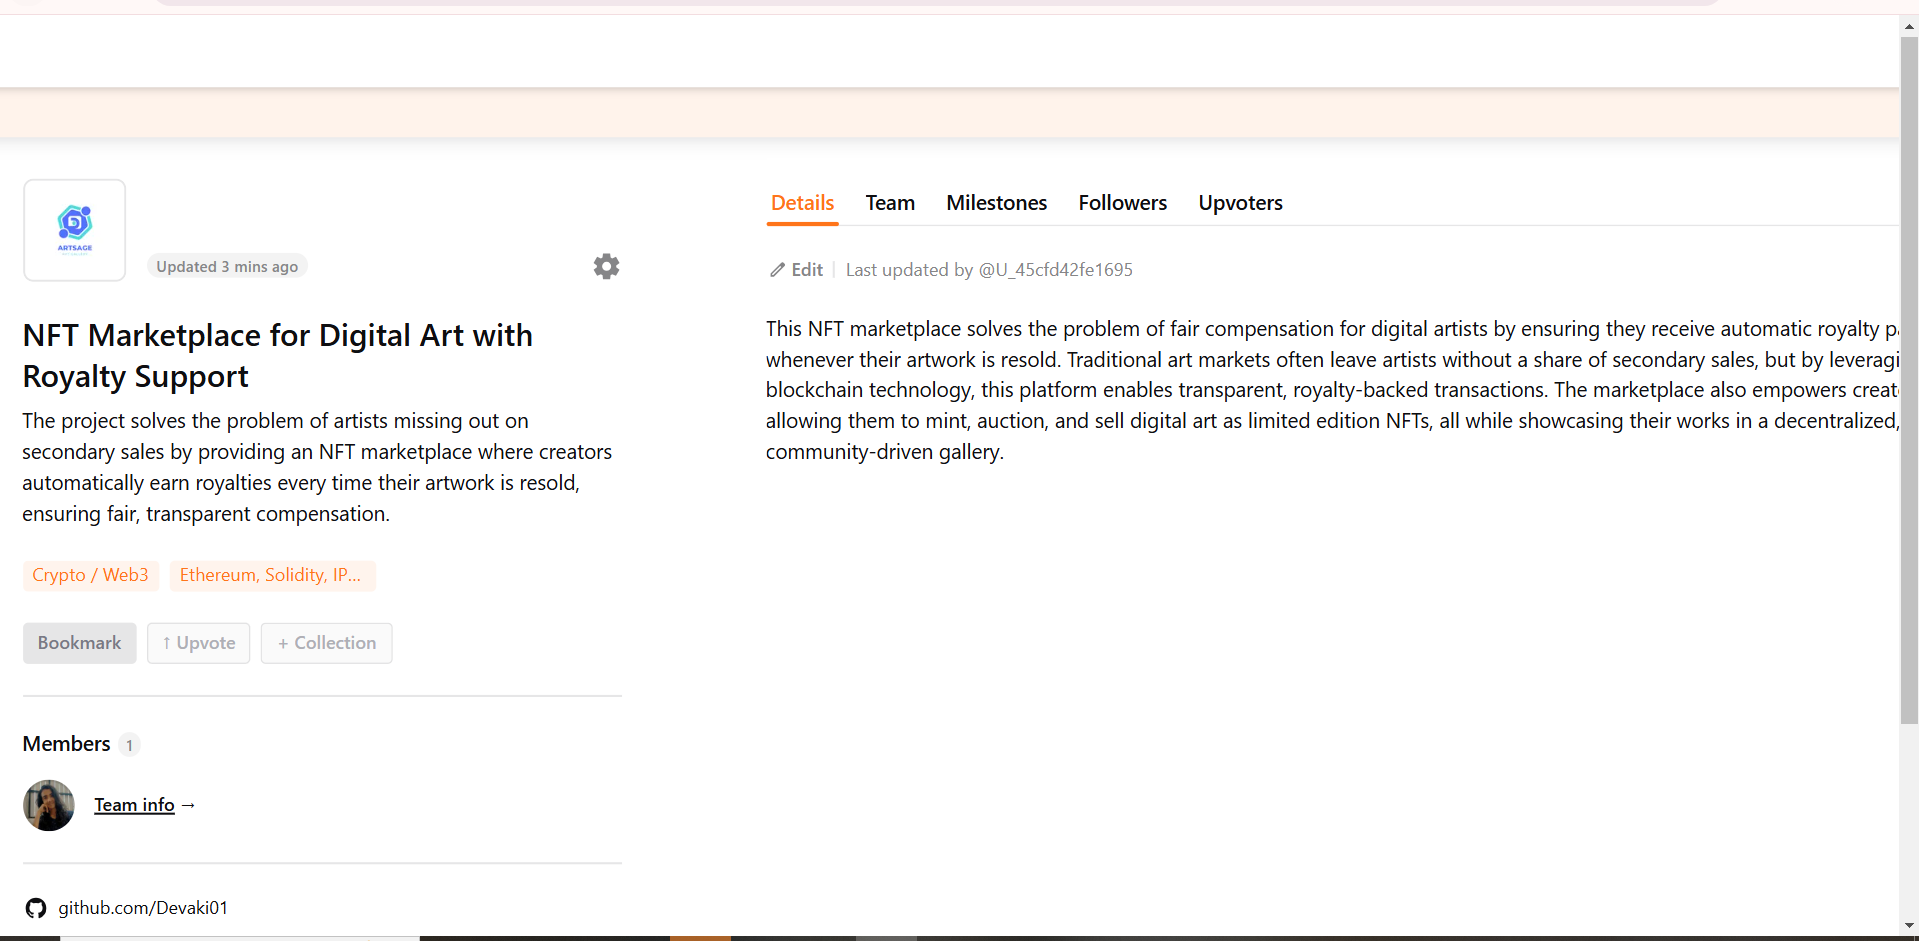 ARTSAGE
Updated 3 mins ago
NFT Marketplace for Digital Art with
Royalty Support
The project solves the problem of artists missing out on
secondary sales by providing an NFT marketplace where creators
automatically earn royalties every time their artwork is resold,
ensuring fair, transparent compensation.
Crypto / Web3 Ethereum, Solidity, IP...
Bookmark ↑ Upvote + Collection
Members 1
Team info →
github.com/Devaki01
Details Team Milestones Followers Upvoters
Edit | Last updated by @U_45cfd42fe1695
This NFT marketplace solves the problem of fair compensation for digital artists by ensuring they receive automatic royalty
whenever their artwork is resold. Traditional art markets often leave artists without a share of secondary sales, but by leveragi
blockchain technology, this platform enables transparent, royalty-backed transactions. The marketplace also empowers creat
allowing them to mint, auction, and sell digital art as limited edition NFTs, all while showcasing their works in a decentralized,
community-driven gallery.